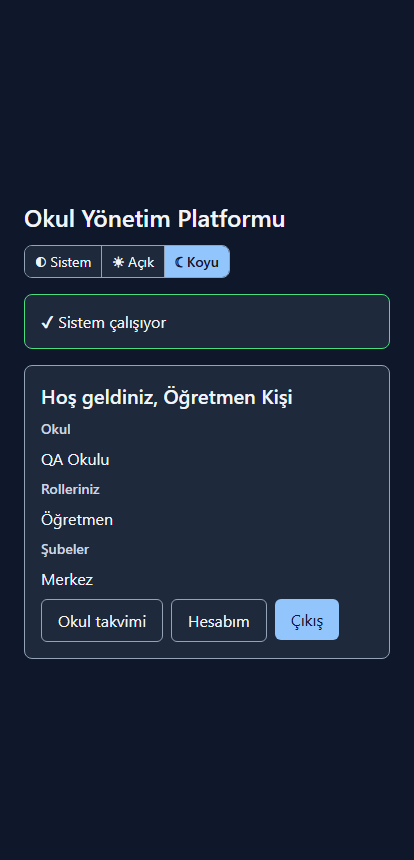 Okul Yönetim Platformu
◐ Sistem ☀ Açık ☾ Koyu
✓ Sistem çalışıyor
Hoş geldiniz, Öğretmen Kişi
Okul
QA Okulu
Rolleriniz
Öğretmen
Şubeler
Merkez
Okul takvimi Hesabım Çıkış